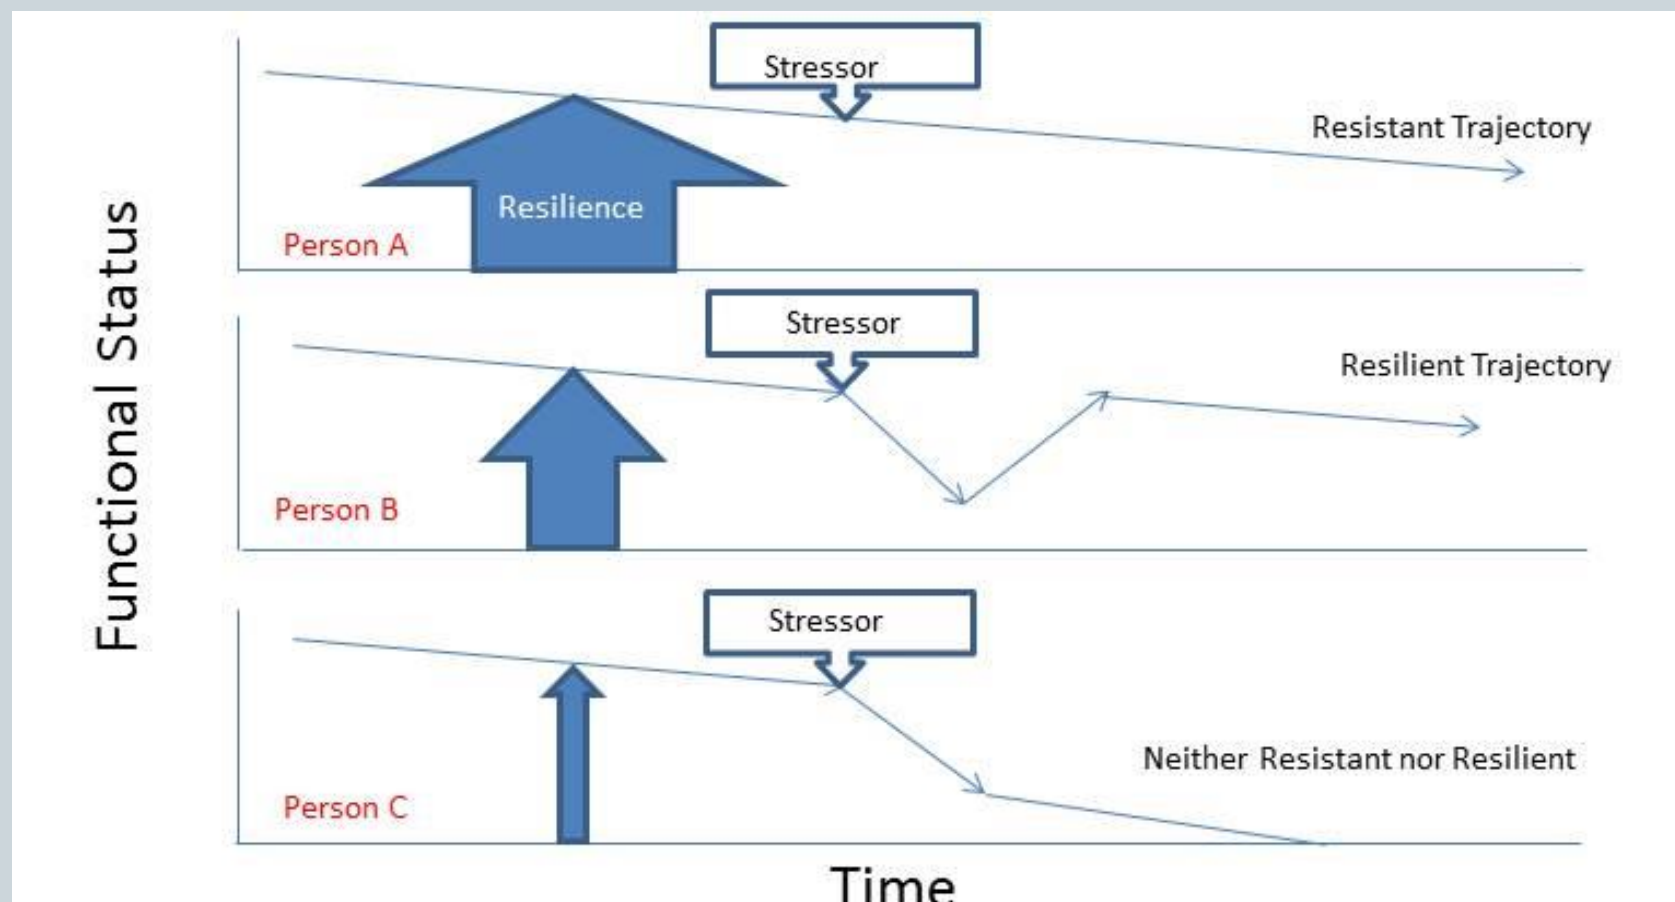 Functional Status
Stressor
Resistant Trajectory
Resilience
Person A
Stressor
Resilient Trajectory
Person B
Stressor
Neither Resistant nor Resilient
Person C
Time